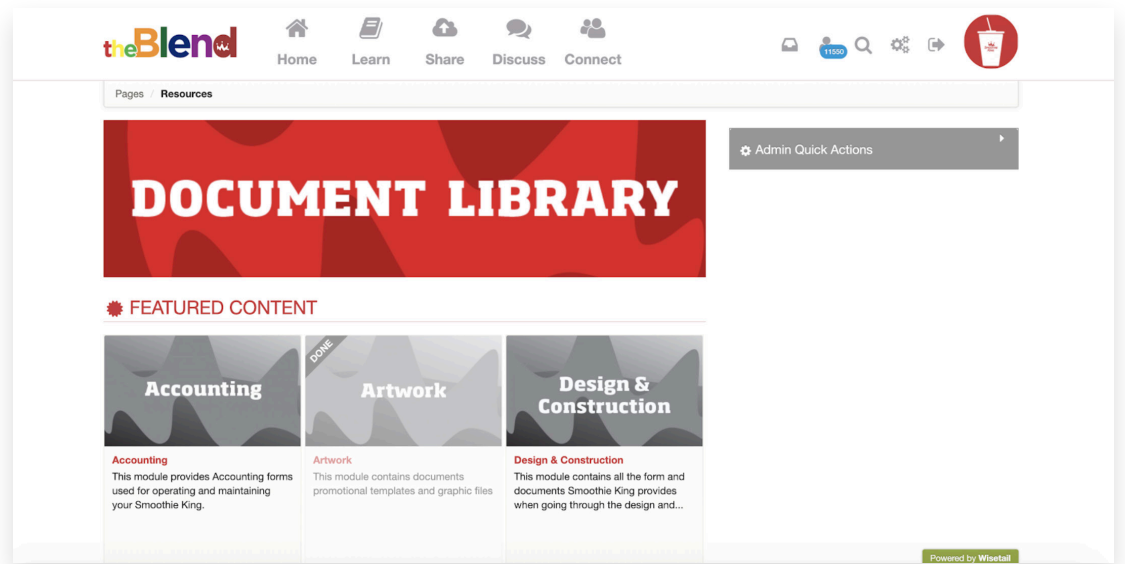 theBlend
Home Learn Share Discuss Connect
11550
Pages / Resources
DOCUMENT LIBRARY
Admin Quick Actions
FEATURED CONTENT
Accounting
DONE
Artwork
Design &
Construction
Accounting
This module provides Accounting forms
used for operating and maintaining
your Smoothie King.
Artwork
This module contains documents
promotional templates and graphic files
Design & Construction
This module contains all the form and
documents Smoothie King provides
when going through the design and...
Powered by Wisetail